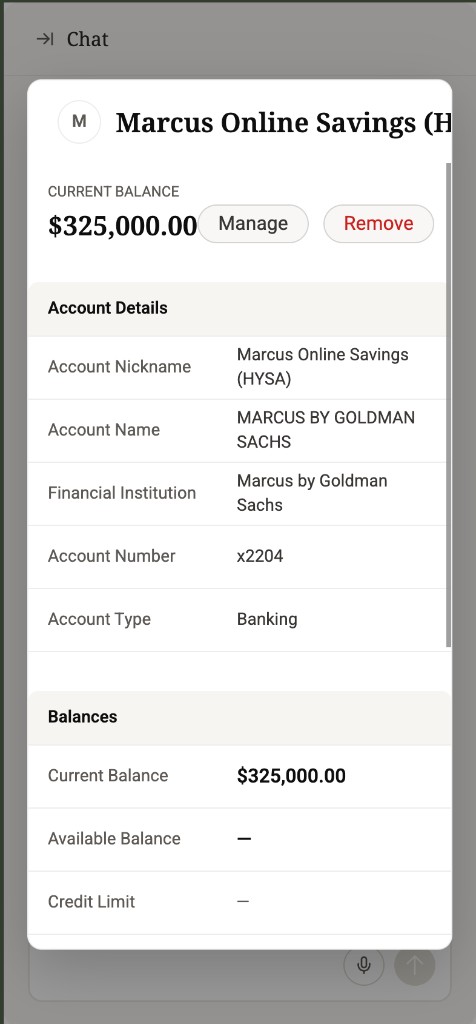 Chat
M
Marcus Online Savings (H
CURRENT BALANCE
$325,000.00
Manage
Remove
Account Details
Account Nickname
Marcus Online Savings
(HYSA)
Account Name
MARCUS BY GOLDMAN
SACHS
Financial Institution
Marcus by Goldman
Sachs
Account Number
x2204
Account Type
Banking
Balances
Current Balance
$325,000.00
Available Balance
—
Credit Limit
—